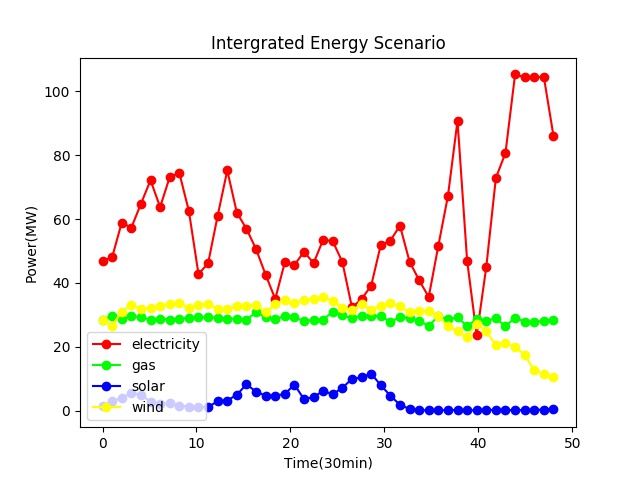 Intergrated Energy Scenario
Power(MW)
100
80
60
40
20
0
electricity
gas
solar
wind
0 10 20 30 40 50
Time(30min)